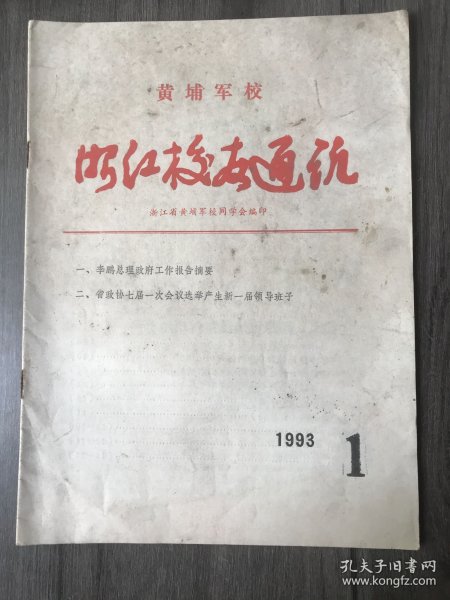 黄埔军校
浙江校友通讯
浙江省黄埔军校同学会编印
一、李鹏总理政府工作报告摘要
二、省政协七届一次会议选举产生新一届领导班子
1993
1
孔夫子旧书网
www.kongfz.com